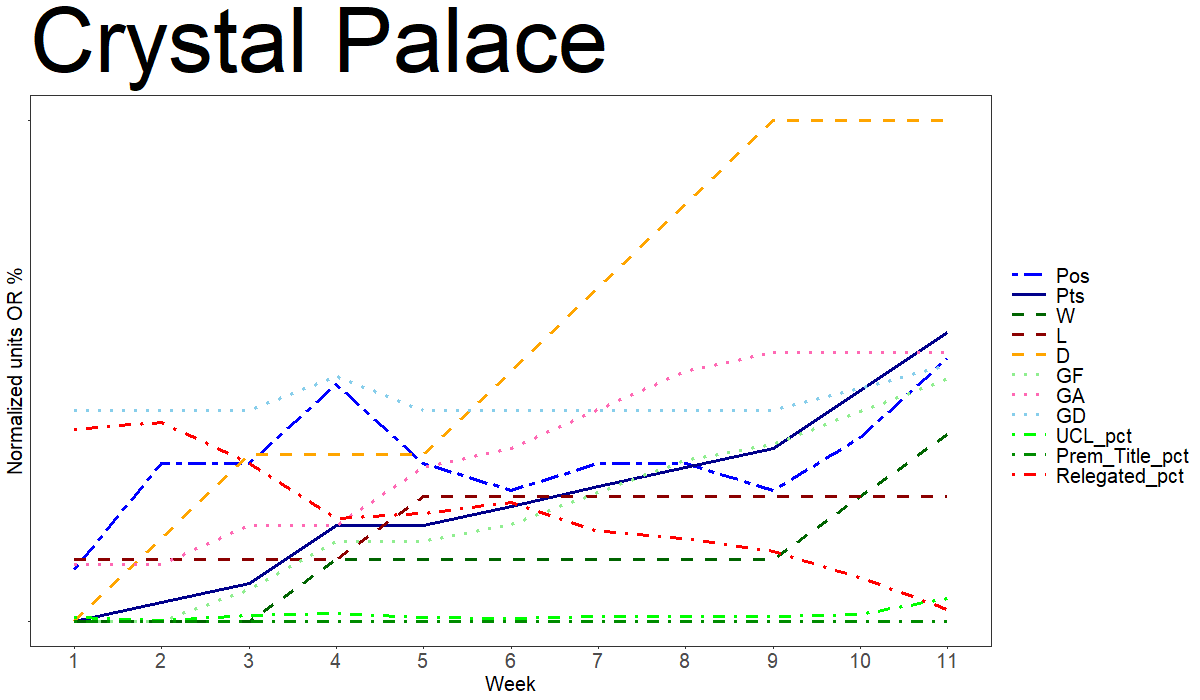 Crystal Palace
Normalized units OR %
1 2 3 4 5 6 7 8 9 10 11
Week
Pos
Pts
W
L
D
GF
GA
GD
UCL_pct
Prem_Title_pct
Relegated_pct